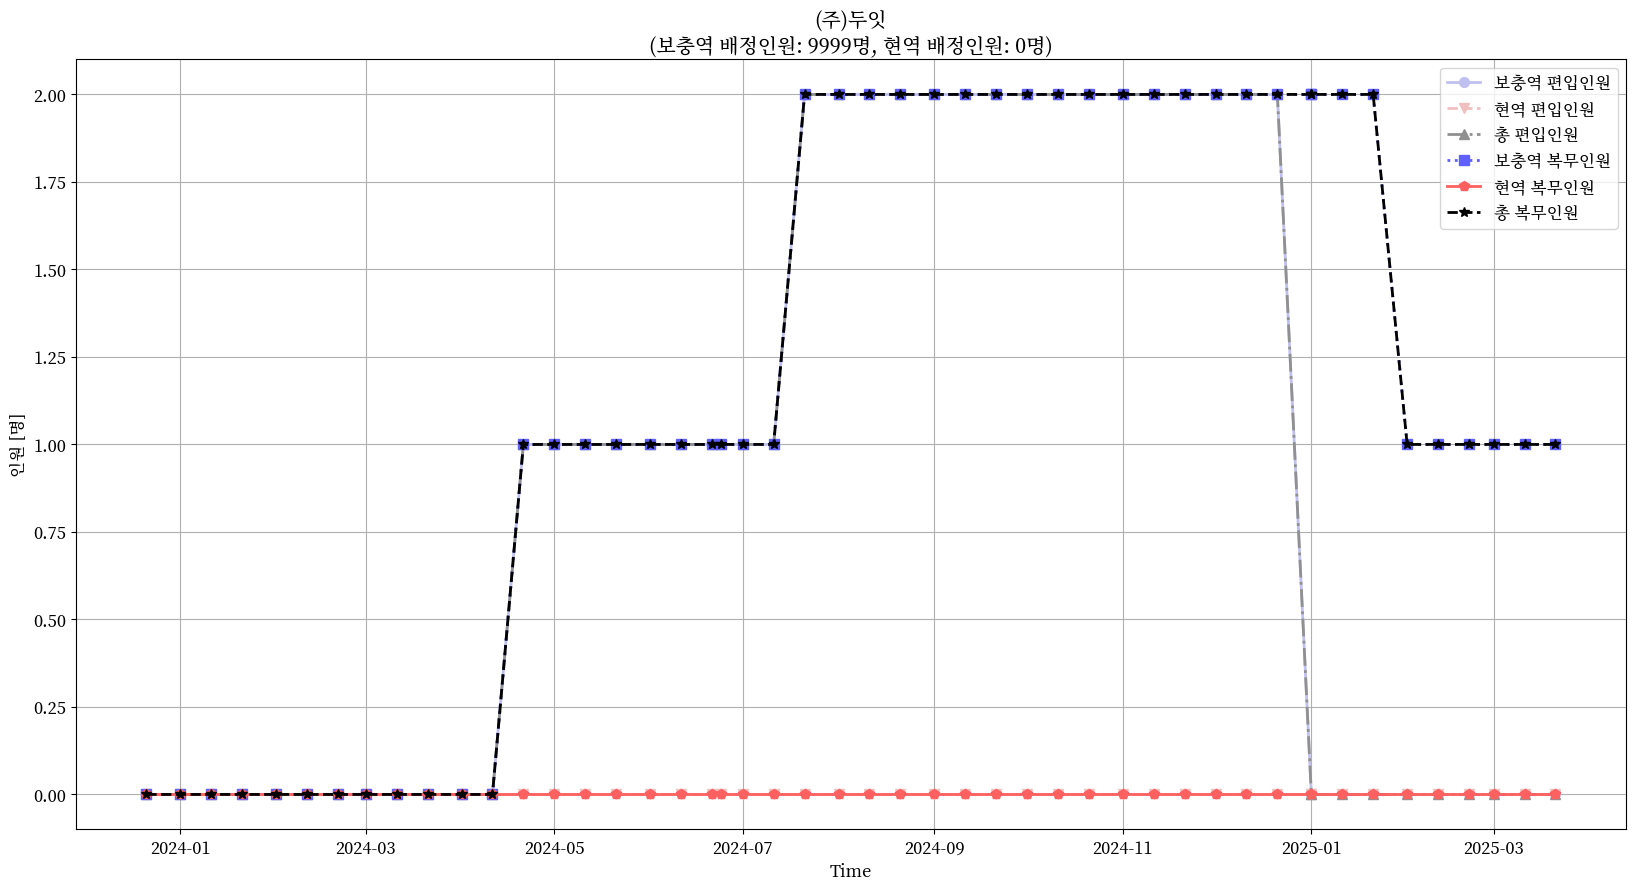 (주)두잇
(보충역 배정인원: 9999명, 현역 배정인원: 0명)
보충역 편입인원
현역 편입인원
총 편입인원
보충역 복무인원
현역 복무인원
총 복무인원
인원 [명]
2.00
1.75
1.50
1.25
1.00
0.75
0.50
0.25
0.00
2024-01 2024-03 2024-05 2024-07 2024-09 2024-11 2025-01 2025-03
Time